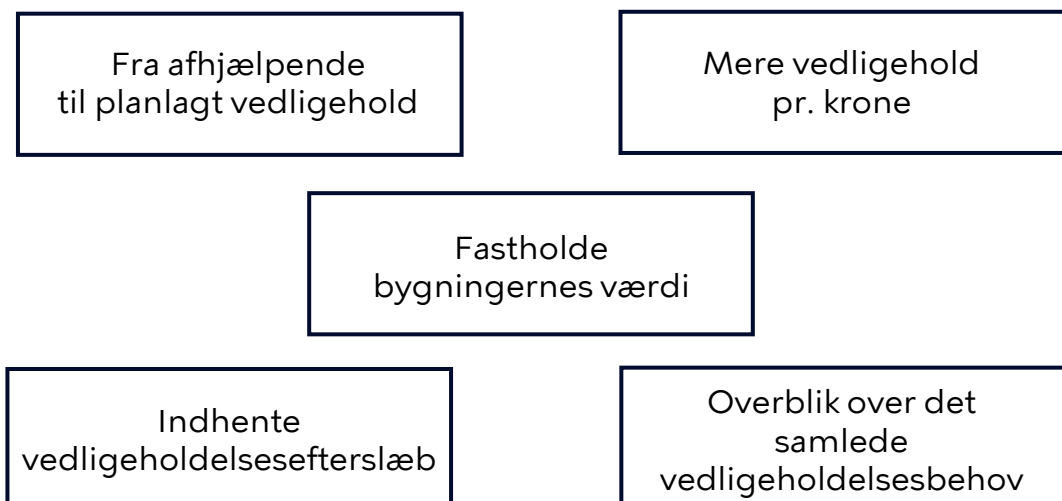 Fra afhjælpende
til planlagt vedligehold
Mere vedligehold
pr. krone
Fastholde
bygningernes værdi
Indhente
vedligeholdelsesefterslæb
Overblik over det
samlede
vedligeholdelsesbehov